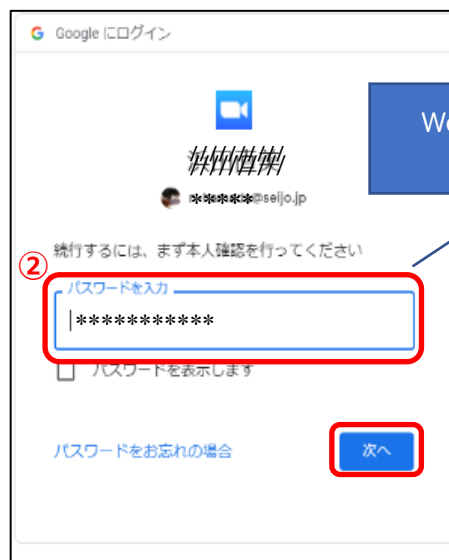 Google にログイン
We
@seijo.jp
続行するには、まず本人確認を行ってください
②
パスワードを入力
***********
パスワードを表示します
パスワードをお忘れの場合
次へ